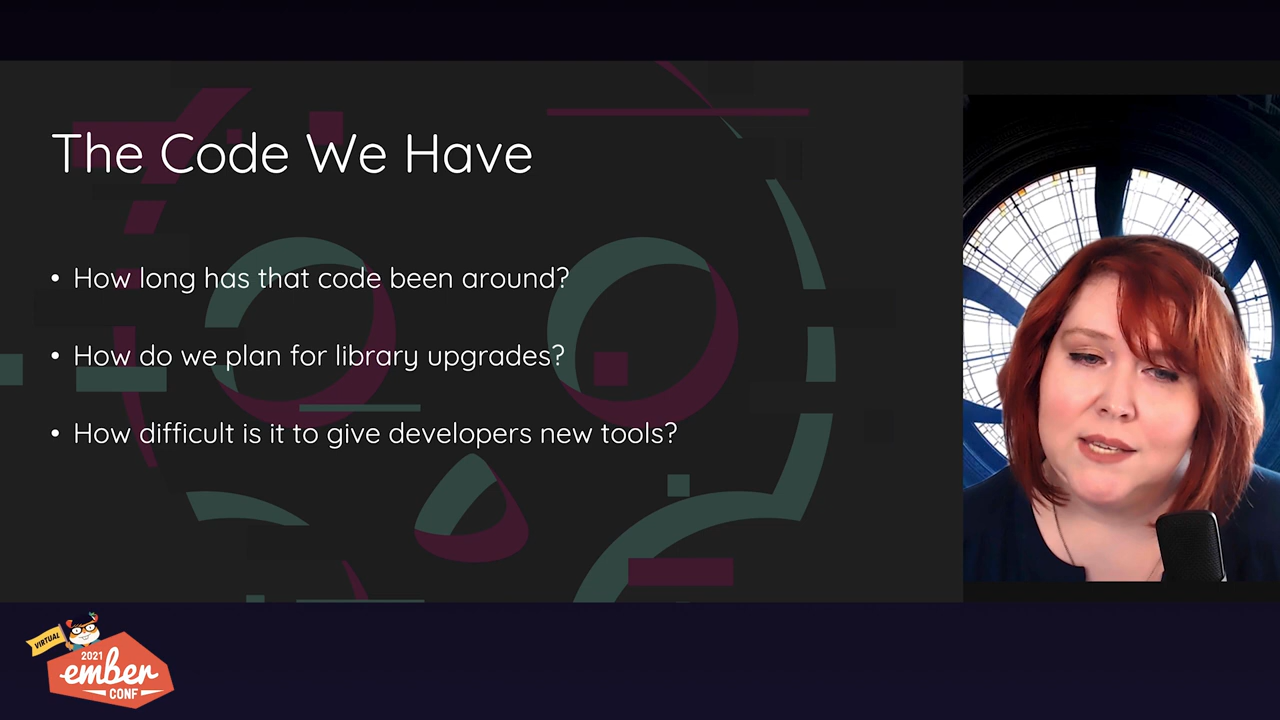 The Code We Have
• How long has that code been around?
• How do we plan for library upgrades?
• How difficult is it to give developers new tools?
VIRTUAL
2021
ember
CONF